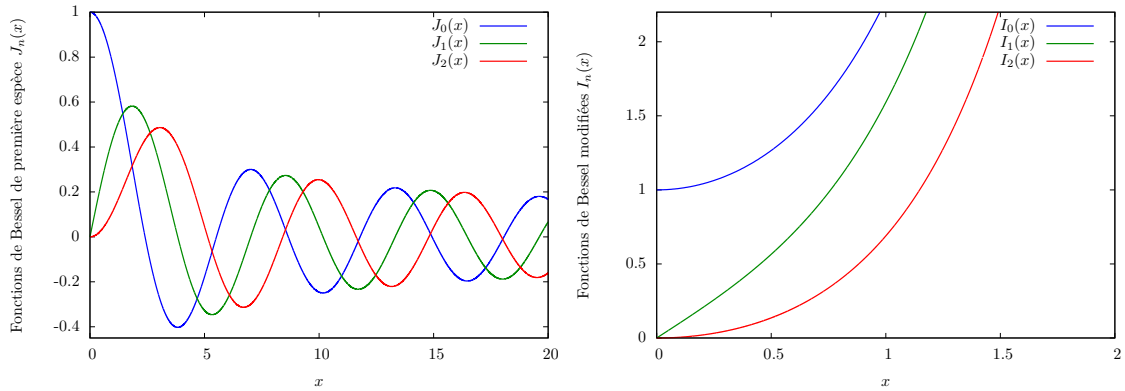 Fonctions de Bessel de première espèce J_n(x)
1
0.8
0.6
0.4
0.2
0
-0.2
-0.4
0
5
10
15
20
x
J_0(x)
J_1(x)
J_2(x)
Fonctions de Bessel modifiées I_n(x)
2
1.5
1
0.5
0
0
0.5
1
1.5
2
x
I_0(x)
I_1(x)
I_2(x)